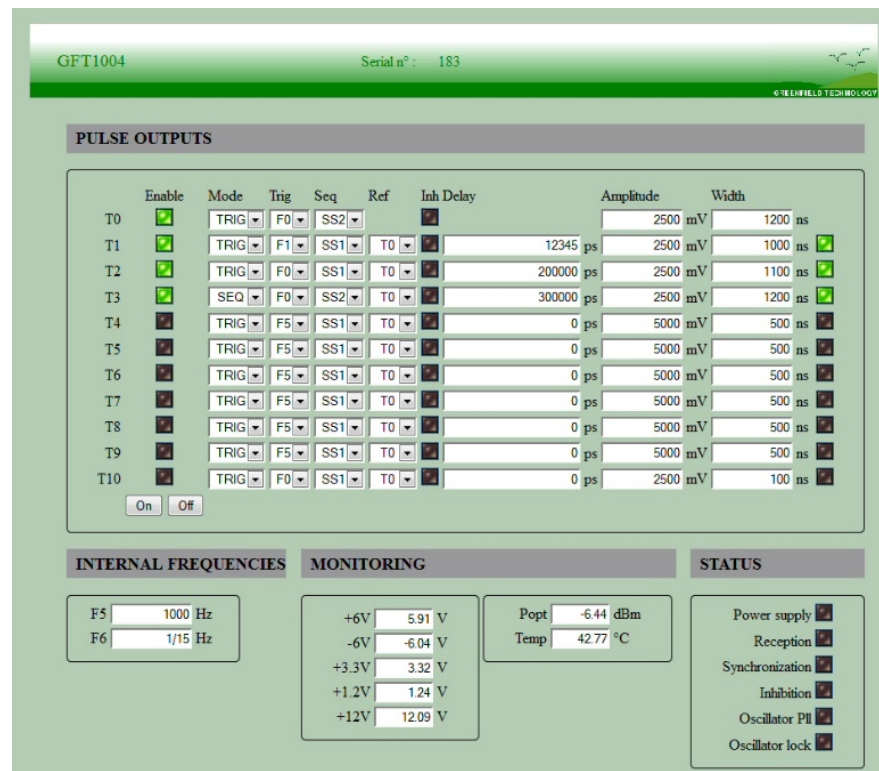 GFT1004 Serial n° : 183
GREENFIELD TECHNOLOGY
PULSE OUTPUTS
Enable Mode Trig Seq Ref Inh Delay Amplitude Width
T0 TRIG F0 SS2 2500 mV 1200 ns
T1 TRIG F1 SS1 T0 12345 ps 2500 mV 1000 ns
T2 TRIG F0 SS1 T0 200000 ps 2500 mV 1100 ns
T3 SEQ F0 SS2 T0 300000 ps 2500 mV 1200 ns
T4 TRIG F5 SS1 T0 0 ps 5000 mV 500 ns
T5 TRIG F5 SS1 T0 0 ps 5000 mV 500 ns
T6 TRIG F5 SS1 T0 0 ps 5000 mV 500 ns
T7 TRIG F5 SS1 T0 0 ps 5000 mV 500 ns
T8 TRIG F5 SS1 T0 0 ps 5000 mV 500 ns
T9 TRIG F5 SS1 T0 0 ps 5000 mV 500 ns
T10 TRIG F0 SS1 T0 0 ps 2500 mV 100 ns
On Off
INTERNAL FREQUENCIES
F5 1000 Hz
F6 1/15 Hz
MONITORING
+6V 5.91 V
-6V -6.04 V
+3.3V 3.32 V
+1.2V 1.24 V
+12V 12.09 V
Popt -6.44 dBm
Temp 42.77 °C
STATUS
Power supply
Reception
Synchronization
Inhibition
Oscillator Pll
Oscillator lock